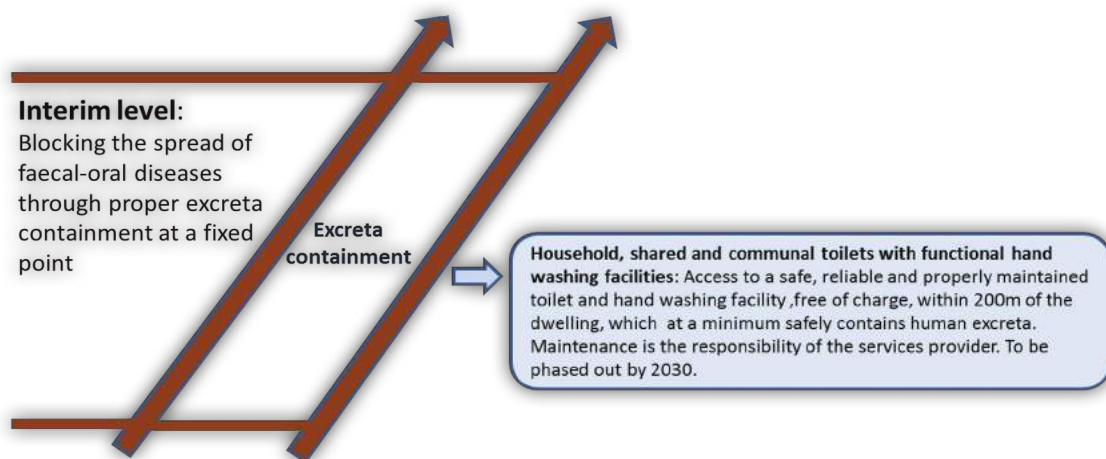 Interim level:
Blocking the spread of
faecal-oral diseases
through proper excreta
containment at a fixed
point
Excreta
containment
Household, shared and communal toilets with functional hand
washing facilities: Access to a safe, reliable and properly maintained
toilet and hand washing facility ,free of charge, within 200m of the
dwelling, which  at a minimum safely contains human excreta.
Maintenance is the responsibility of the services provider. To be
phased out by 2030.